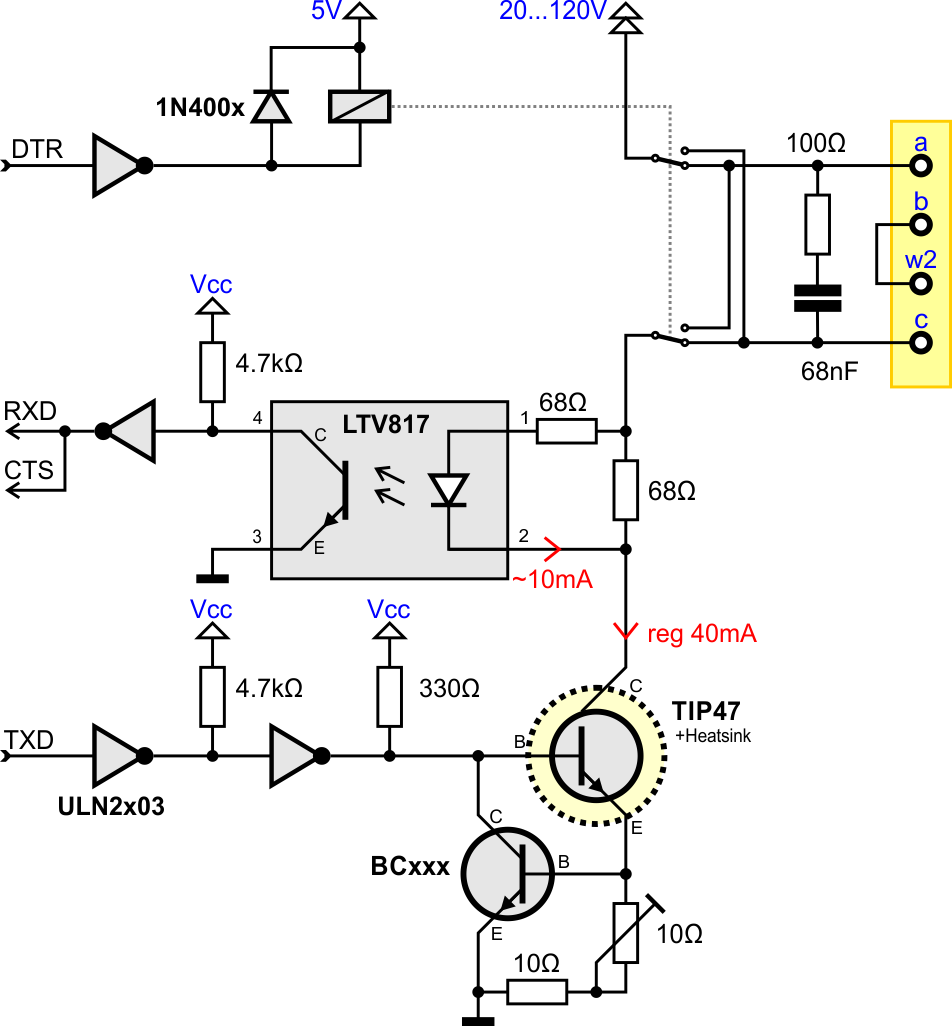 5V
20...120V
1N400x
DTR
100Ω
a
b
w2
c
68nF
Vcc
4.7kΩ
RXD
CTS
4
LTV817
1
68Ω
C
68Ω
3
E
2
~10mA
Vcc
Vcc
reg 40mA
4.7kΩ
330Ω
C
TIP47
+Heatsink
TXD
B
ULN2x03
C
E
BCxxx
B
E
10Ω
10Ω